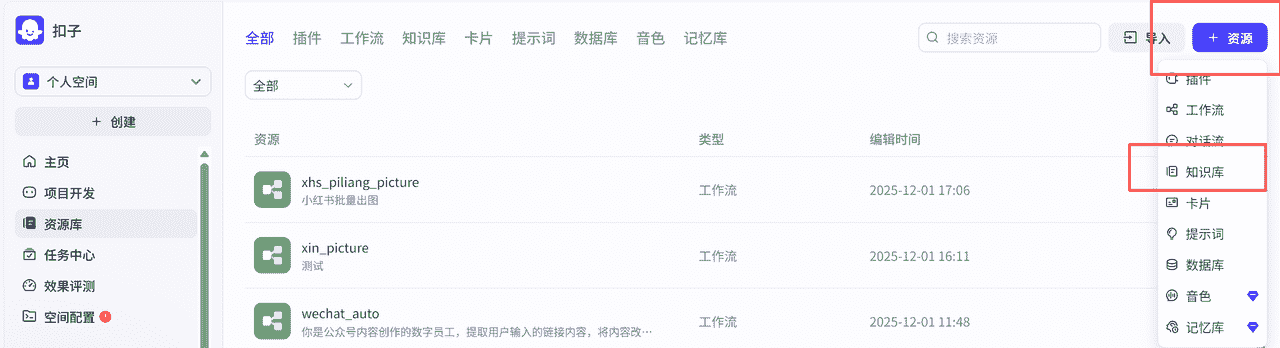 扣子
个人空间
+ 创建
主页
项目开发
资源库
任务中心
效果评测
空间配置
全部 插件 工作流 知识库 卡片 提示词 数据库 音色 记忆库
搜索资源
导入
+ 资源
全部
资源 类型 编辑时间
xhs_piliang_picture
小红书批量出图
工作流
2025-12-01 17:06
xin_picture
测试
工作流
2025-12-01 16:11
wechat_auto
你是公众号内容创作的数字员工，提取用户输入的链接内容，将内容改…
工作流
2025-12-01 11:48
插件
工作流
对话流
知识库
卡片
提示词
数据库
音色
记忆库